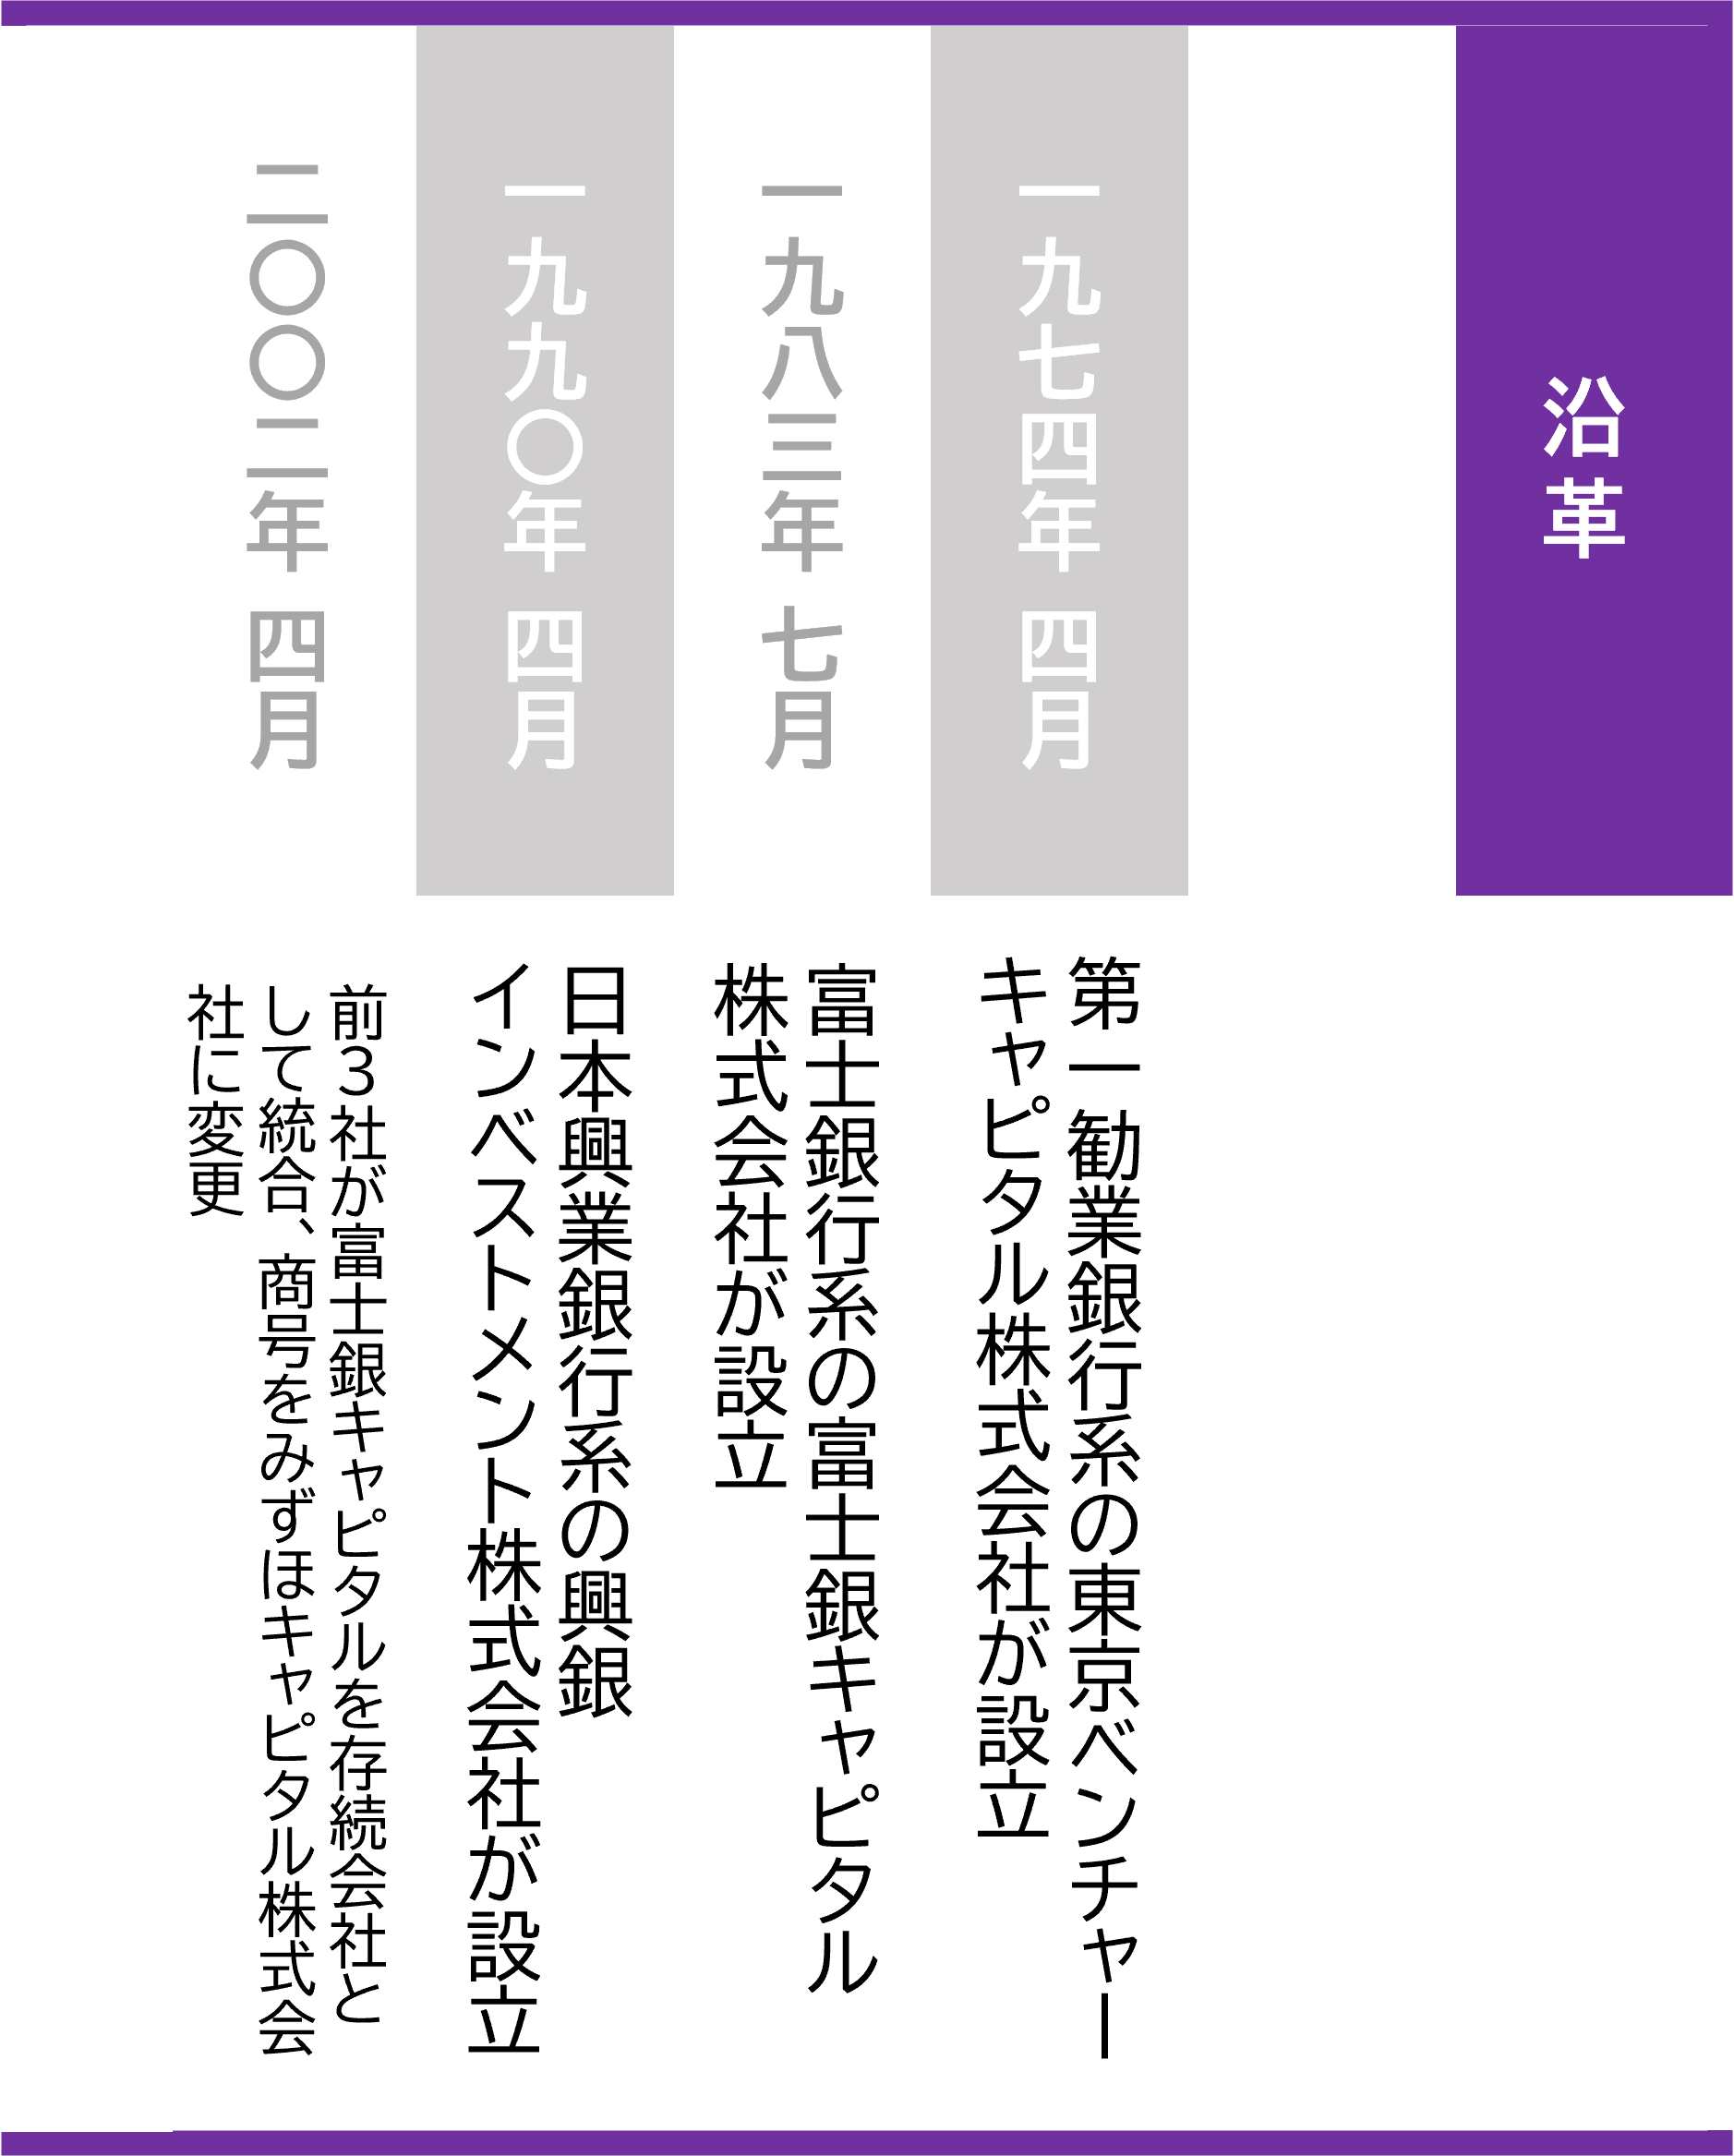 沿革
一九七四年 四月
第一勧業銀行系の東京ベンチャー
キャピタル株式会社が設立
一九八三年 七月
富士銀行系の富士銀キャピタル
株式会社が設立
一九九〇年 四月
日本興業銀行系の興銀
インベストメント株式会社が設立
二〇〇二年 四月
前3社が富士銀キャピタルを存続会社と
して統合、商号をみずほキャピタル株式会
社に変更